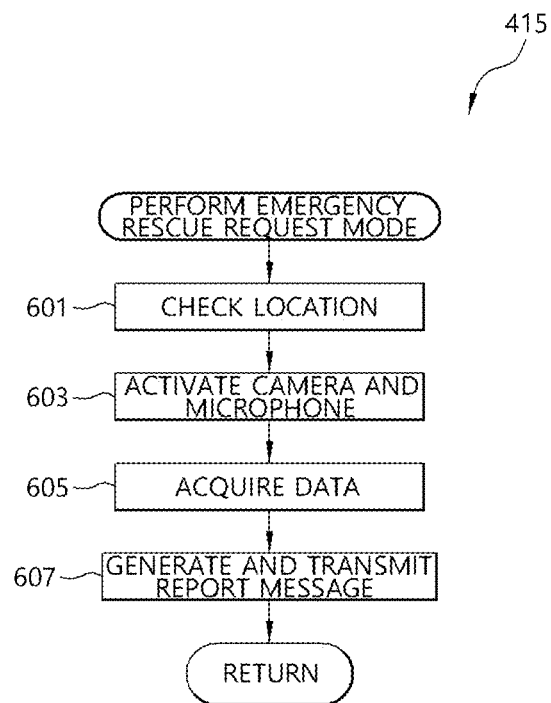 415
PERFORM EMERGENCY
RESCUE REQUEST MODE
601
CHECK LOCATION
603
ACTIVATE CAMERA AND
MICROPHONE
605
ACQUIRE DATA
607
GENERATE AND TRANSMIT
REPORT MESSAGE
RETURN